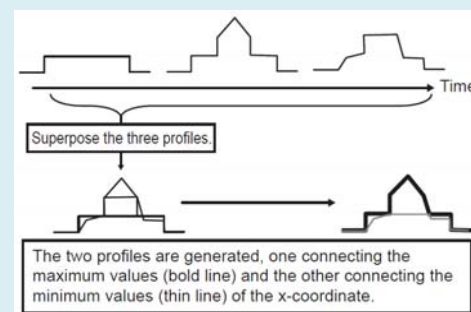 Time
Superpose the three profiles.
The two profiles are generated, one connecting the
maximum values (bold line) and the other connecting the
minimum values (thin line) of the x-coordinate.